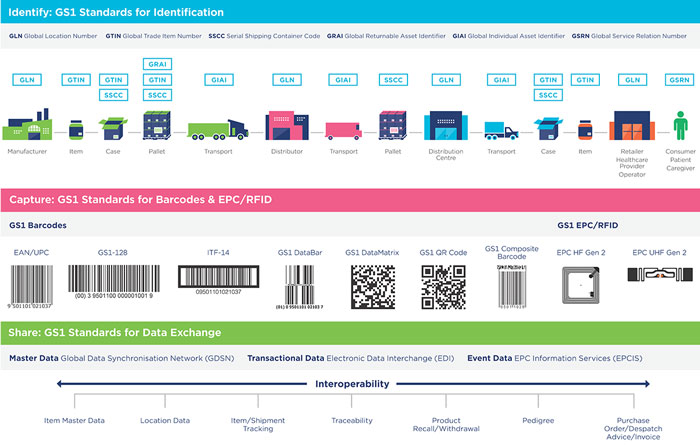 Identify: GS1 Standards for Identification
GLN Global Location Number GTIN Global Trade Item Number SSCC Serial Shipping Container Code GRAI Global Returnable Asset Identifier GIAI Global Individual Asset Identifier GSRN Global Service Relation Number
GRAI
GLN GTIN GTIN GTIN GIAI GLN GIAI SSCC GLN GIAI GTIN GTIN GLN GSRN
SSCC SSCC SSCC
Manufacturer Item Case Pallet Transport Distributor Transport Pallet Distribution Transport Case Item Retailer Consumer
Centre Healthcare Patient
Provider Caregiver
Operator
Capture: GS1 Standards for Barcodes & EPC/RFID
GS1 Barcodes GS1 EPC/RFID
EAN/UPC GS1-128 ITF-14 GS1 DataBar GS1 DataMatrix GS1 QR Code GS1 Composite EPC HF Gen 2 EPC UHF Gen 2
Barcode
9 501101 021037
(00) 3 9501100 000001001 9
09501101021037
(01) 0 9501101 02103 7
Share: GS1 Standards for Data Exchange
Master Data Global Data Synchronisation Network (GDSN) Transactional Data Electronic Data Interchange (EDI) Event Data EPC Information Services (EPCIS)
Interoperability
Item Master Data Location Data Item/Shipment Traceability Product Pedigree Purchase
Tracking Recall/Withdrawal Order/Despatch
Advice/Invoice